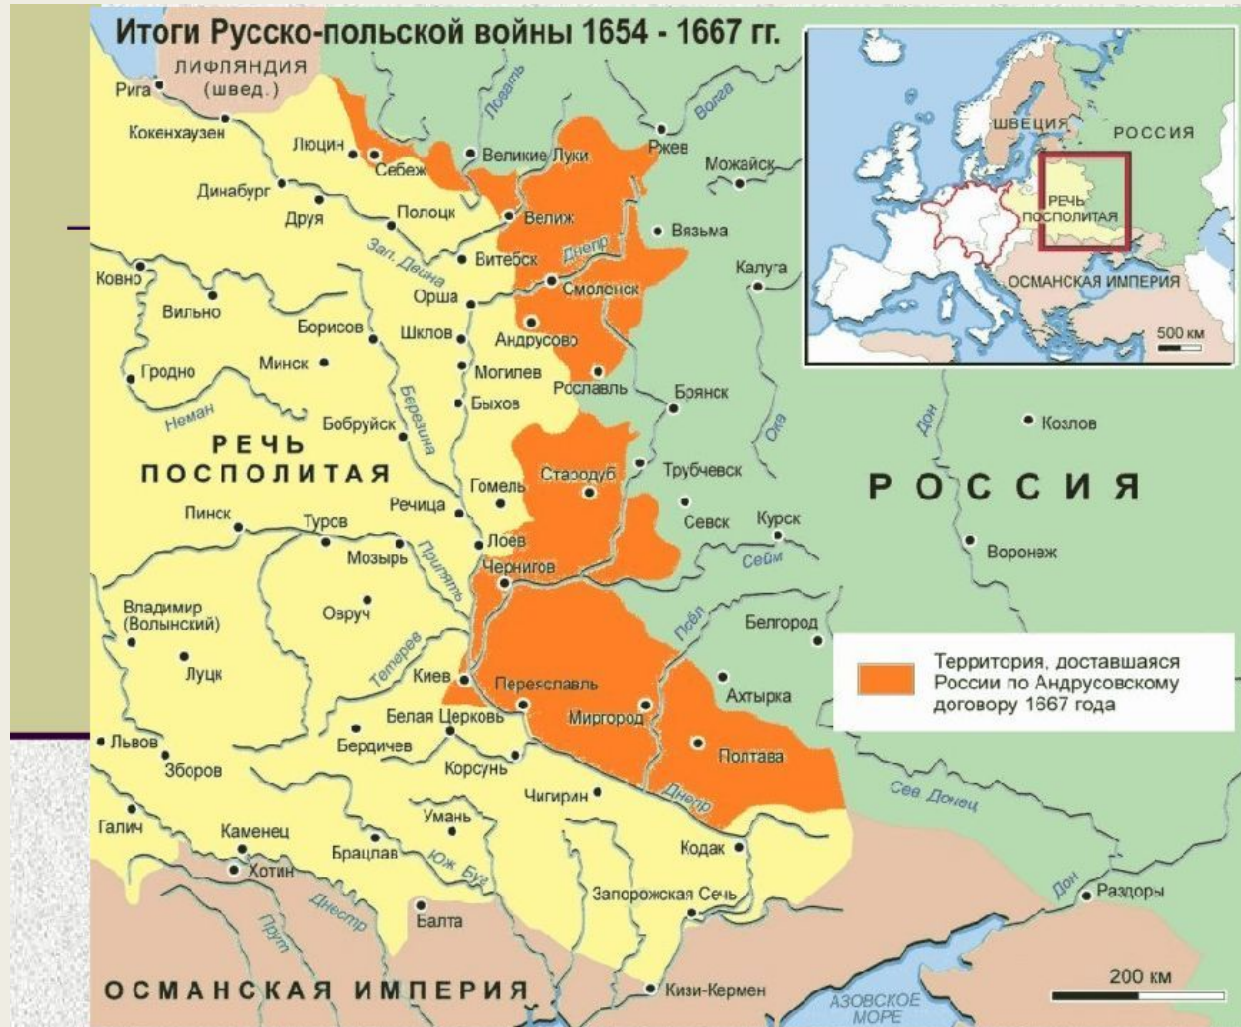 Итоги Русско-польской войны 1654 - 1667 гг.
ЛИФЛЯНДИЯ
(швед.)
Рига
Кокенхаузен
Люцин
Себеж
Ловать
Великие Луки
Волга
Ржев
Можайск
Динабург
Друя
Полоцк
Велиж
Вязьма
Зап. Двина
Витебск
Днепр
Калуга
Ковно
Вильно
Орша
Смоленск
Борисов
Шклов
Андрусово
Минск
Гродно
Могилев
Рославль
Неман
Березина
Быхов
Брянск
Ока
Дон
Козлов
Бобруйск
РЕЧЬ
ПОСПОЛИТАЯ
Гомель
Стародуб
Трубчевск
РОССИЯ
Речица
Севск
Курск
Пинск
Туров
Мозырь
Лоев
Припять
Чернигов
Сейм
Воронеж
Владимир
(Волынский)
Овруч
Псёл
Белгород
Луцк
Тетерев
Киев
Переяславль
Миргород
Ахтырка
Белая Церковь
Бердичев
Львов
Зборов
Корсунь
Полтава
Чигирин
Днепр
Сев Донец
Галич
Умань
Каменец
Брацлав
Юж Буг
Кодак
Хотин
Запорожская Сечь
Дон
Раздоры
Днестр
Прут
Балта
ОСМАНСКАЯ ИМПЕРИЯ
Кизи-Кермен
АЗОВСКОЕ
МОРЕ
200 км
ШВЕЦИЯ
РОССИЯ
РЕЧЬ
ПОСПОЛИТАЯ
ОСМАНСКАЯ ИМПЕРИЯ
500 км
Территория, доставшаяся
России по Андрусовскому
договору 1667 года